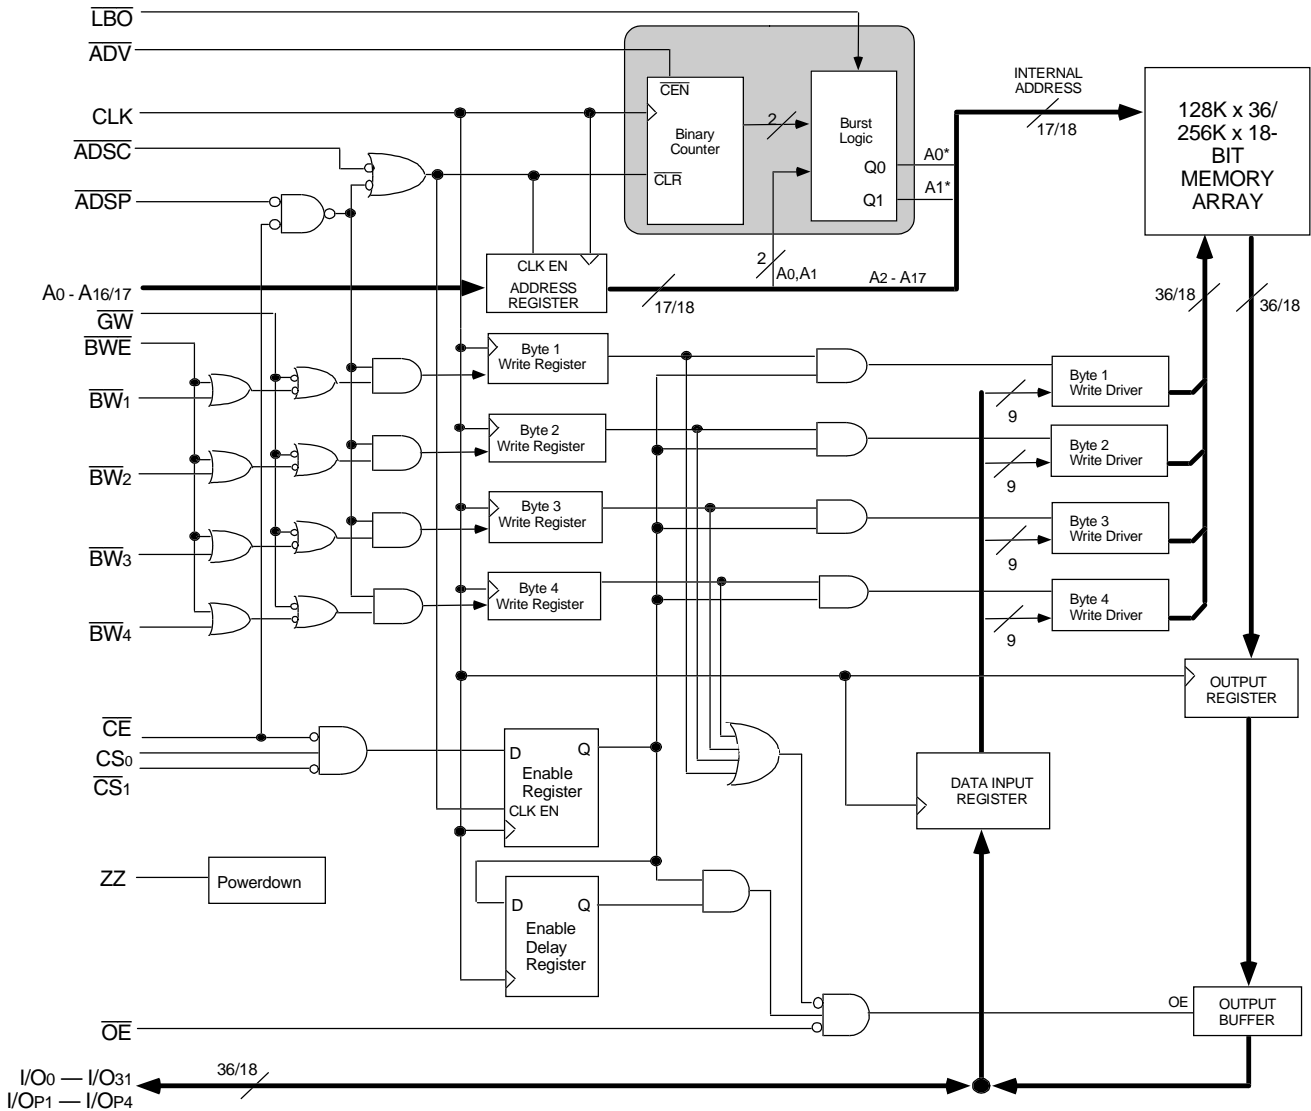 LBO
ADV
CLK
ADSC
ADSP
A0 - A16/17
GW
BWE
BW1
BW2
BW3
BW4
CE
CS0
CS1
ZZ
Powerdown
OE
I/O0 — I/O31
I/OP1 — I/OP4
36/18
CEN
Binary
Counter
CLR
2
Burst
Logic
Q0
Q1
A0*
A1*
2
A0,A1
A2 - A17
INTERNAL
ADDRESS
17/18
128K x 36/
256K x 18-
BIT
MEMORY
ARRAY
36/18
36/18
CLK EN
ADDRESS
REGISTER
17/18
Byte 1
Write Register
Byte 2
Write Register
Byte 3
Write Register
Byte 4
Write Register
9
Byte 1
Write Driver
9
Byte 2
Write Driver
9
Byte 3
Write Driver
9
Byte 4
Write Driver
D
Q
Enable
Register
CLK EN
D
Q
Enable
Delay
Register
DATA INPUT
REGISTER
OUTPUT
REGISTER
OE
OUTPUT
BUFFER